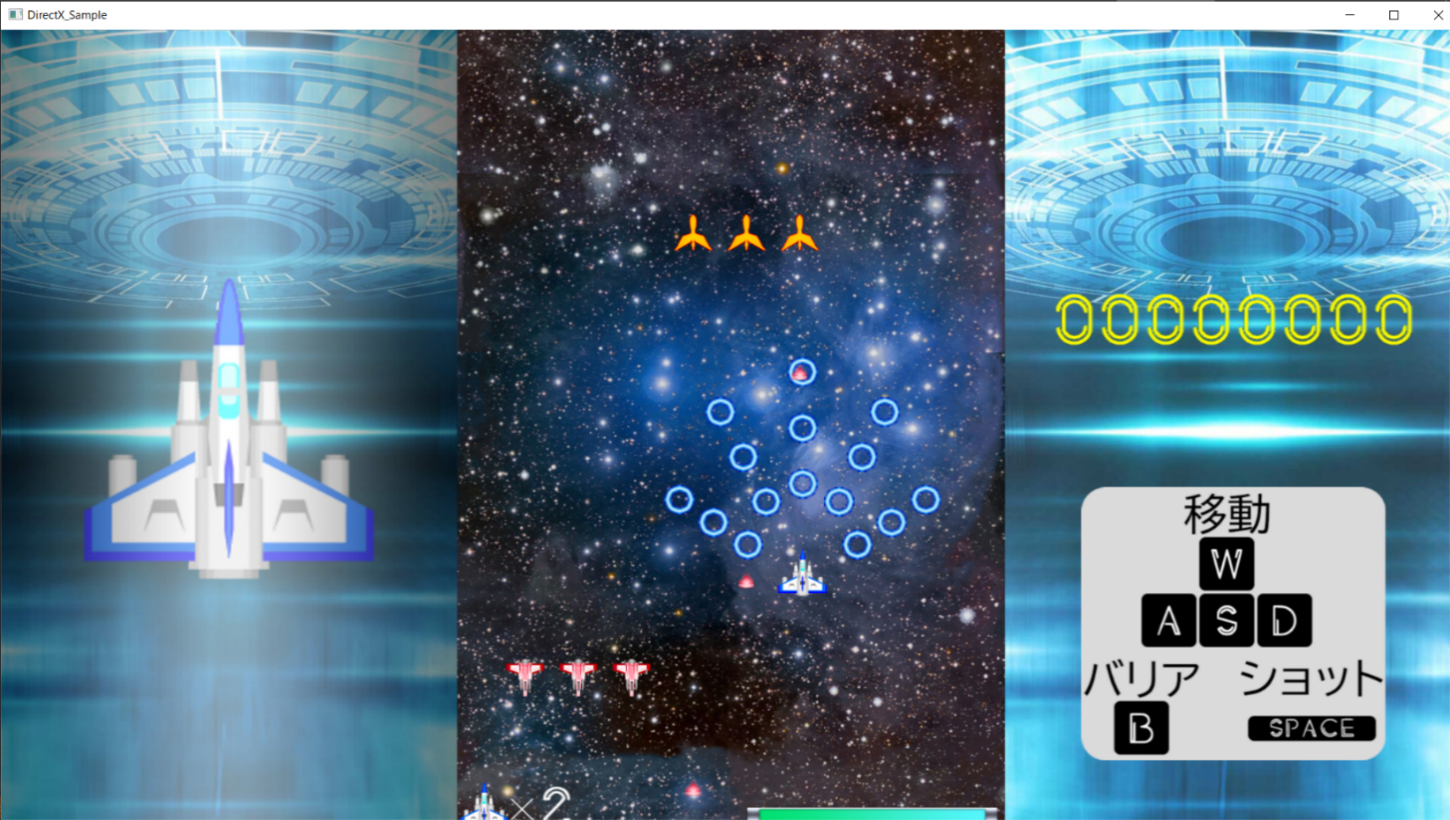 DirectX_Sample
00000000
移動
W
A S D
バリア ショット
B SPACE
×2